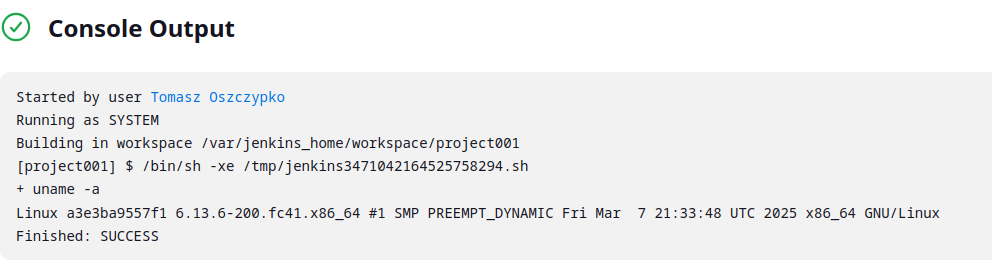 Console Output
Started by user Tomasz Oszczypko
Running as SYSTEM
Building in workspace /var/jenkins_home/workspace/project001
[project001] $ /bin/sh -xe /tmp/jenkins3471042164525758294.sh
+ uname -a
Linux a3e3ba9557f1 6.13.6-200.fc41.x86_64 #1 SMP PREEMPT_DYNAMIC Fri Mar  7 21:33:48 UTC 2025 x86_64 GNU/Linux
Finished: SUCCESS